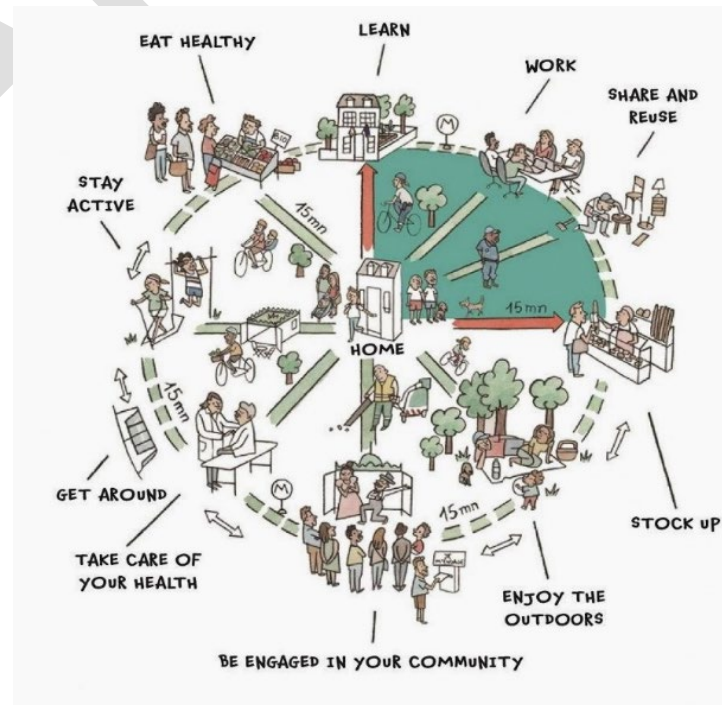 LEARN
EAT HEALTHY
WORK
SHARE AND
REUSE
BIO
M
STAY
ACTIVE
15mn
15mn
HOME
15mn
GET AROUND
M
15mn
STOCK UP
TAKE CARE OF
YOUR HEALTH
ENJOY THE
OUTDOORS
BE ENGAGED IN YOUR COMMUNITY